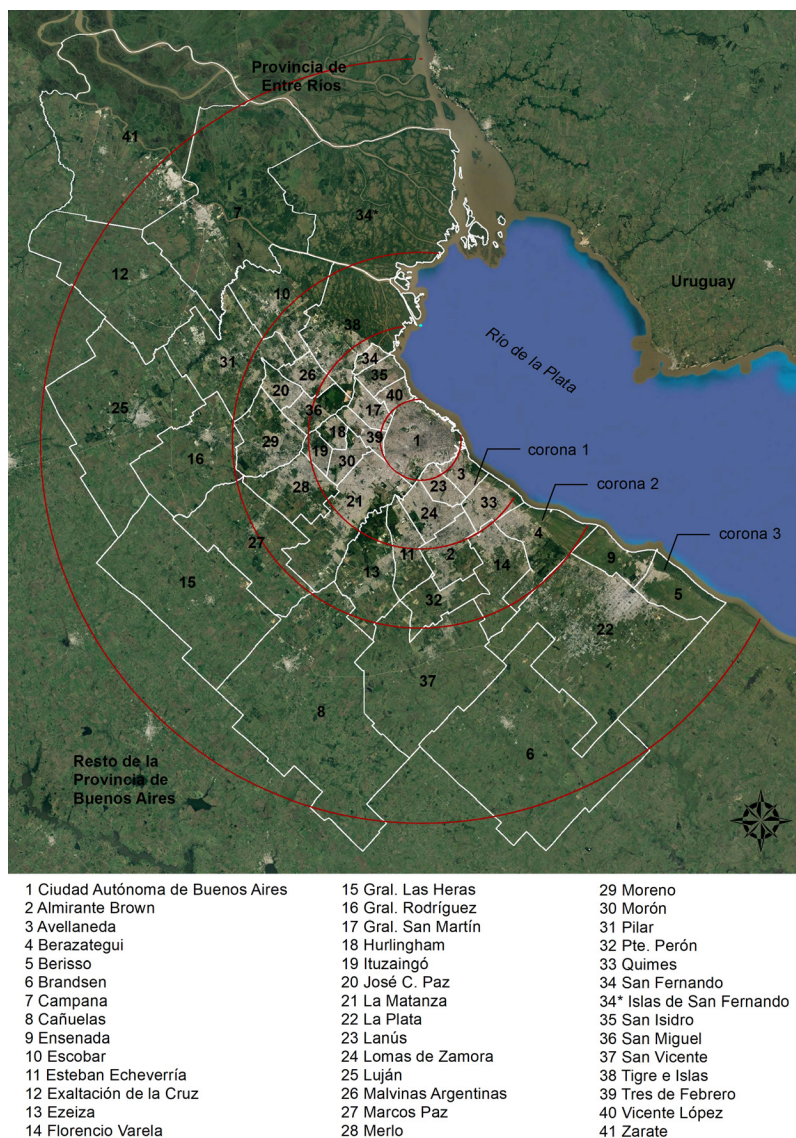 Provincia de
Entre Ríos
41
7
34*
12
10
Uruguay
38
Río de la Plata
31
34
26
35
20
40
36
17
25
18
39
1
29
19
corona 1
16
30
3
23
28
corona 2
21
33
24
4
corona 3
27
11
2
9
13
14
15
5
32
22
37
8
6
Resto de la
Provincia de
Buenos Aires
1 Ciudad Autónoma de Buenos Aires
2 Almirante Brown
3 Avellaneda
4 Berazategui
5 Berisso
6 Brandsen
7 Campana
8 Cañuelas
9 Ensenada
10 Escobar
11 Esteban Echeverría
12 Exaltación de la Cruz
13 Ezeiza
14 Florencio Varela
15 Gral. Las Heras
16 Gral. Rodríguez
17 Gral. San Martín
18 Hurlingham
19 Ituzaingó
20 José C. Paz
21 La Matanza
22 La Plata
23 Lanús
24 Lomas de Zamora
25 Luján
26 Malvinas Argentinas
27 Marcos Paz
28 Merlo
29 Moreno
30 Morón
31 Pilar
32 Pte. Perón
33 Quimes
34 San Fernando
34* Islas de San Fernando
35 San Isidro
36 San Miguel
37 San Vicente
38 Tigre e Islas
39 Tres de Febrero
40 Vicente López
41 Zarate